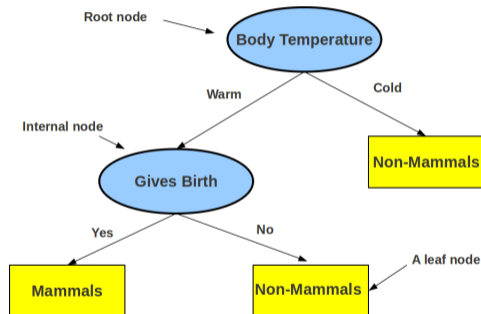 Root node
Body Temperature
Warm
Cold
Internal node
Non-Mammals
Gives Birth
Yes
No
A leaf node
Mammals
Non-Mammals